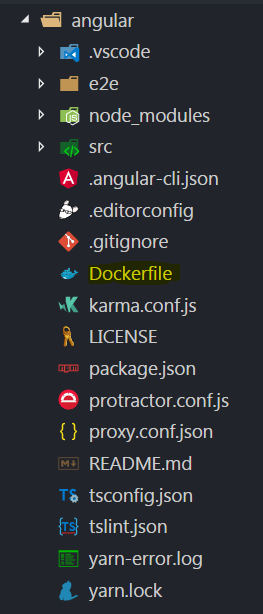 angular
.vscode
e2e
node_modules
src
.angular-cli.json
.editorconfig
.gitignore
Dockerfile
karma.conf.js
LICENSE
package.json
protractor.conf.js
proxy.conf.json
README.md
tsconfig.json
tslint.json
yarn-error.log
yarn.lock